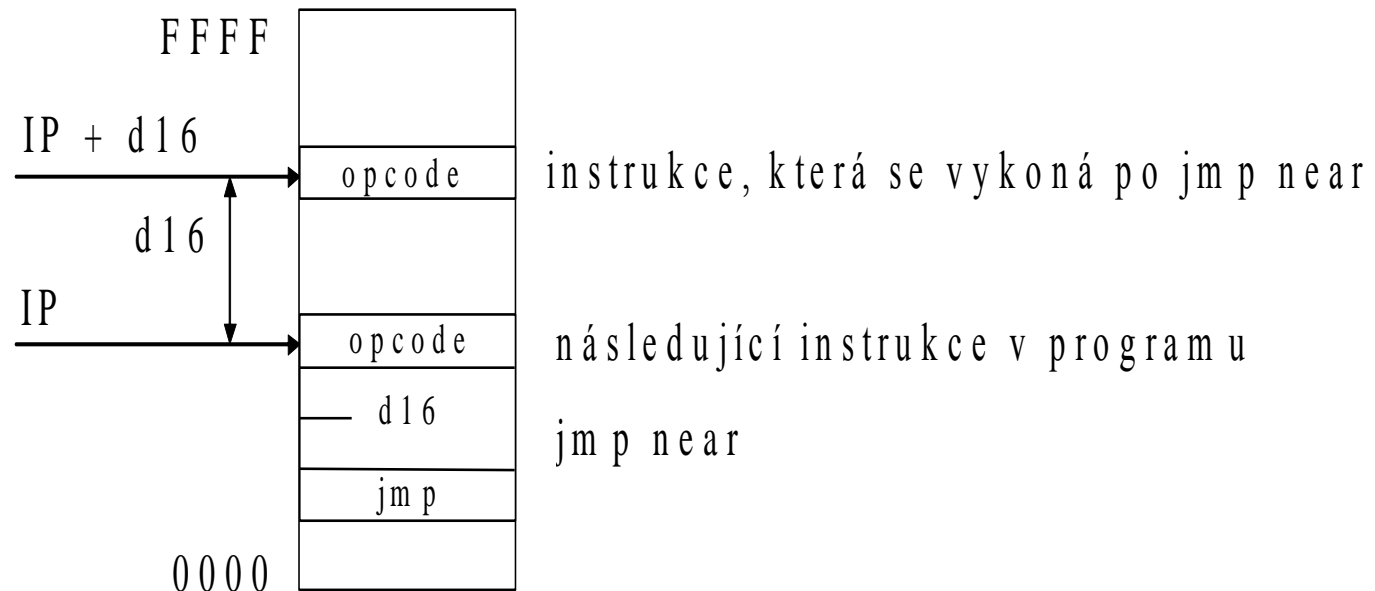 FFFF
IP + d16
opcode instrukce, která se vykoná po jmp near
d16
IP
opcode následující instrukce v programu
d16
jmp near
jmp
0000